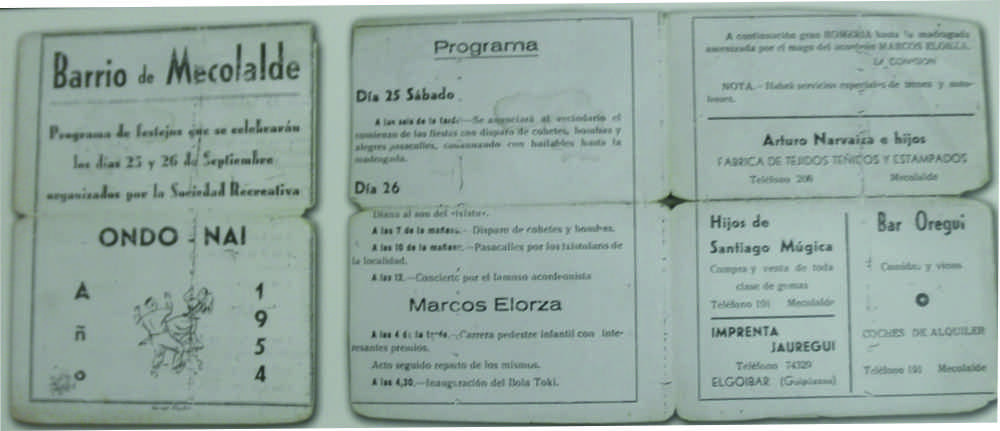 Barrio de Mecolalde
Programa de festejos que se celebrarán
los días 25 y 26 de Septiembre
organizados por la Sociedad Recreativa
ONDO - NAI
Año
1954
Programa
Día 25 Sábado
A las seis de la tarde.—Se anunciará al vecindario el
comienzo de las fiestas con disparo de cohetes, bombas y
alegres pasacalles, continuando con bailables hasta la
madrugada.
Día 26
Diana al son del «txistu».
A las 7 de la mañana.- Disparo de cohetes y bombas.
A las 10 de la mañana.-Pasacalles por los txistularis de
la localidad.
A las 12.—Concierto por el famoso acordeonista
Marcos Elorza
A las 4 de la tarde.—Carrera pedestre infantil con inte-
resantes premios.
Acto seguido reparto de los mismos.
A las 4,30.—Inauguración del Bola Toki.
A continuación gran ROMERIA hasta la madrugada
amenizada por el mago del acordeón MARCOS ELORZA.
LA COMISION
NOTA.- Habrá servicios especiales de trenes y auto-
buses.
Arturo Narvaiza e hijos
FABRICA DE TEJIDOS TEÑIDOS Y ESTAMPADOS
Teléfono 206 Mecolalde
Hijos de
Santiago Múgica
Compra y venta de toda
clase de gomas
Teléfono 191 Mecolalde
IMPRENTA
JAUREGUI
Teléfono 74329
ELGOIBAR (Guipúzcoa)
Bar Oregui
Comidas y vinos
COCHES DE ALQUILER
Teléfono 191 Mecolalde